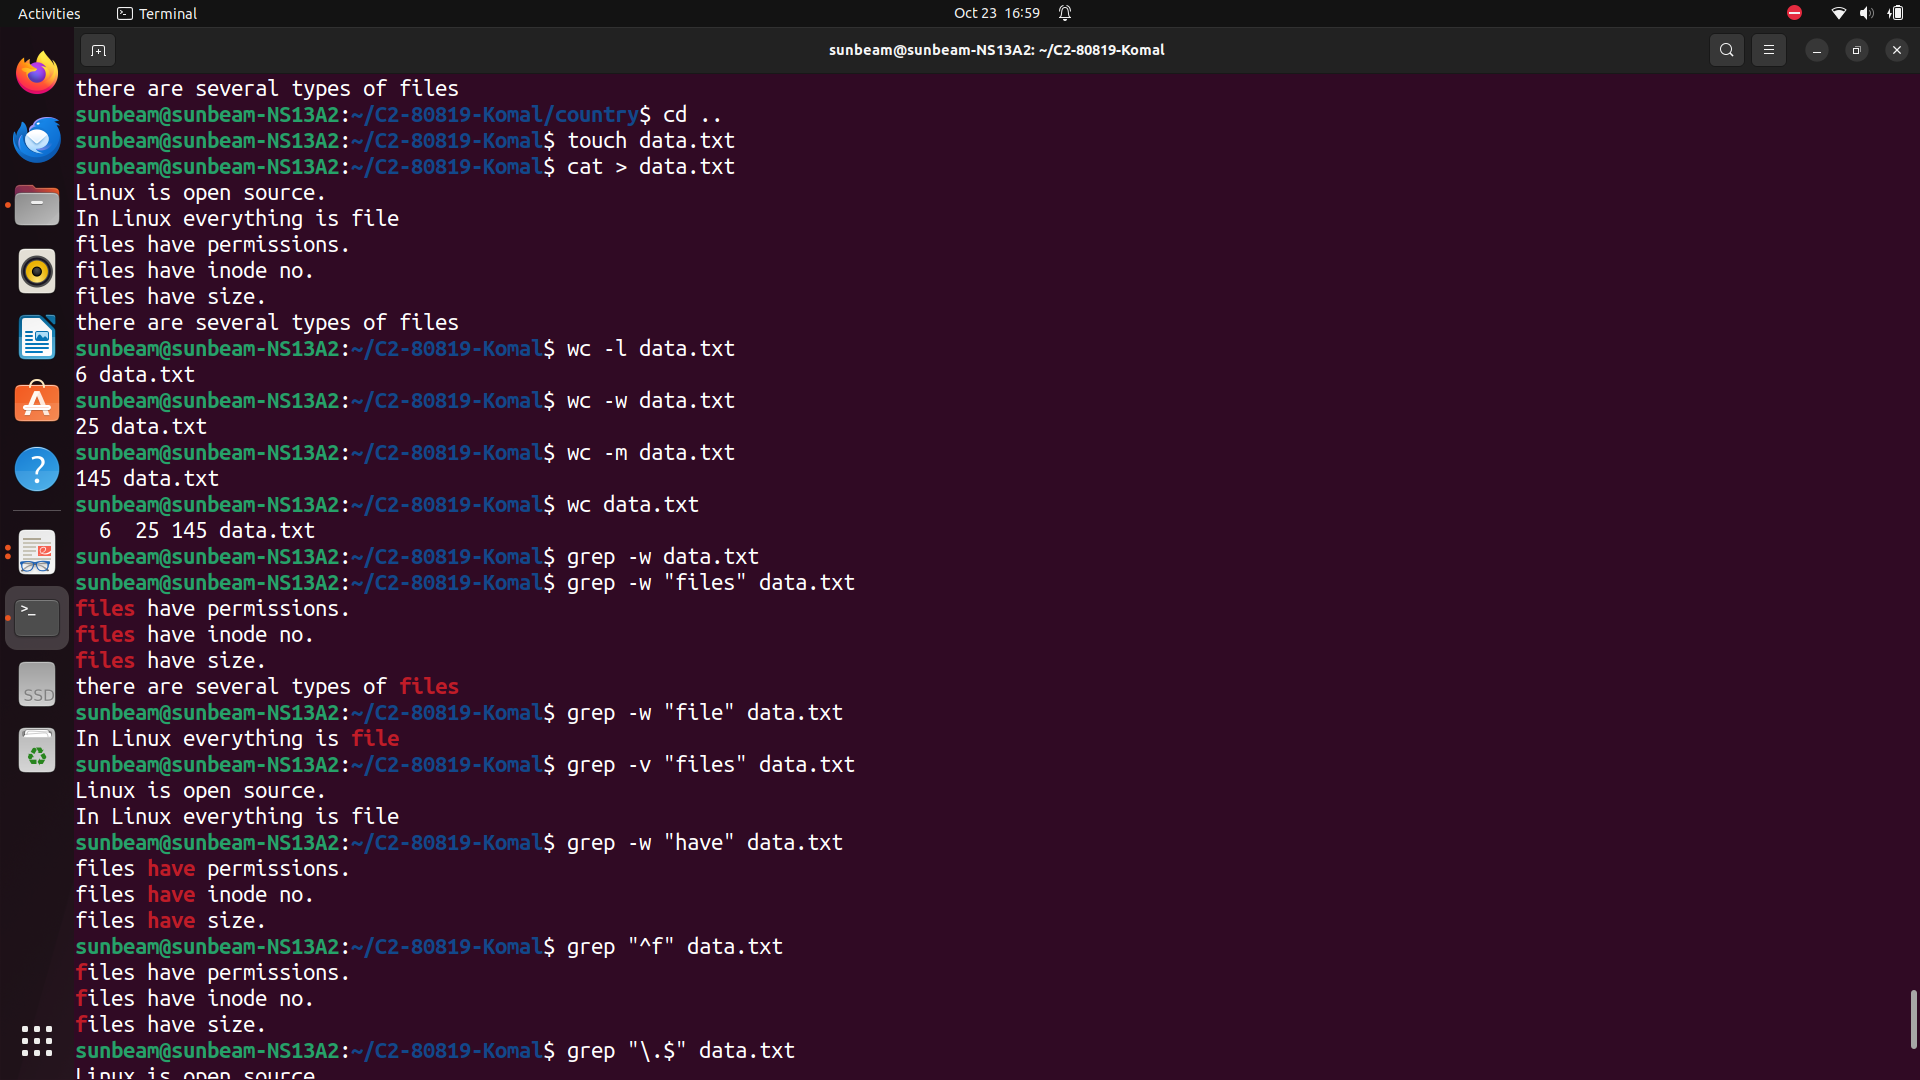 Activities
Terminal
Oct 23 16:59
sunbeam@sunbeam-NS13A2: ~/C2-80819-Komal
there are several types of files
sunbeam@sunbeam-NS13A2:~/C2-80819-Komal/country$ cd ..
sunbeam@sunbeam-NS13A2:~/C2-80819-Komal$ touch data.txt
sunbeam@sunbeam-NS13A2:~/C2-80819-Komal$ cat > data.txt
Linux is open source.
In Linux everything is file
files have permissions.
files have inode no.
files have size.
there are several types of files
sunbeam@sunbeam-NS13A2:~/C2-80819-Komal$ wc -l data.txt
6 data.txt
sunbeam@sunbeam-NS13A2:~/C2-80819-Komal$ wc -w data.txt
25 data.txt
sunbeam@sunbeam-NS13A2:~/C2-80819-Komal$ wc -m data.txt
145 data.txt
sunbeam@sunbeam-NS13A2:~/C2-80819-Komal$ wc data.txt
  6  25 145 data.txt
sunbeam@sunbeam-NS13A2:~/C2-80819-Komal$ grep -w data.txt
sunbeam@sunbeam-NS13A2:~/C2-80819-Komal$ grep -w "files" data.txt
files have permissions.
files have inode no.
files have size.
there are several types of files
sunbeam@sunbeam-NS13A2:~/C2-80819-Komal$ grep -w "file" data.txt
In Linux everything is file
sunbeam@sunbeam-NS13A2:~/C2-80819-Komal$ grep -v "files" data.txt
Linux is open source.
In Linux everything is file
sunbeam@sunbeam-NS13A2:~/C2-80819-Komal$ grep -w "have" data.txt
files have permissions.
files have inode no.
files have size.
sunbeam@sunbeam-NS13A2:~/C2-80819-Komal$ grep "^f" data.txt
files have permissions.
files have inode no.
files have size.
sunbeam@sunbeam-NS13A2:~/C2-80819-Komal$ grep "\.$" data.txt
Linux is open source
SSD